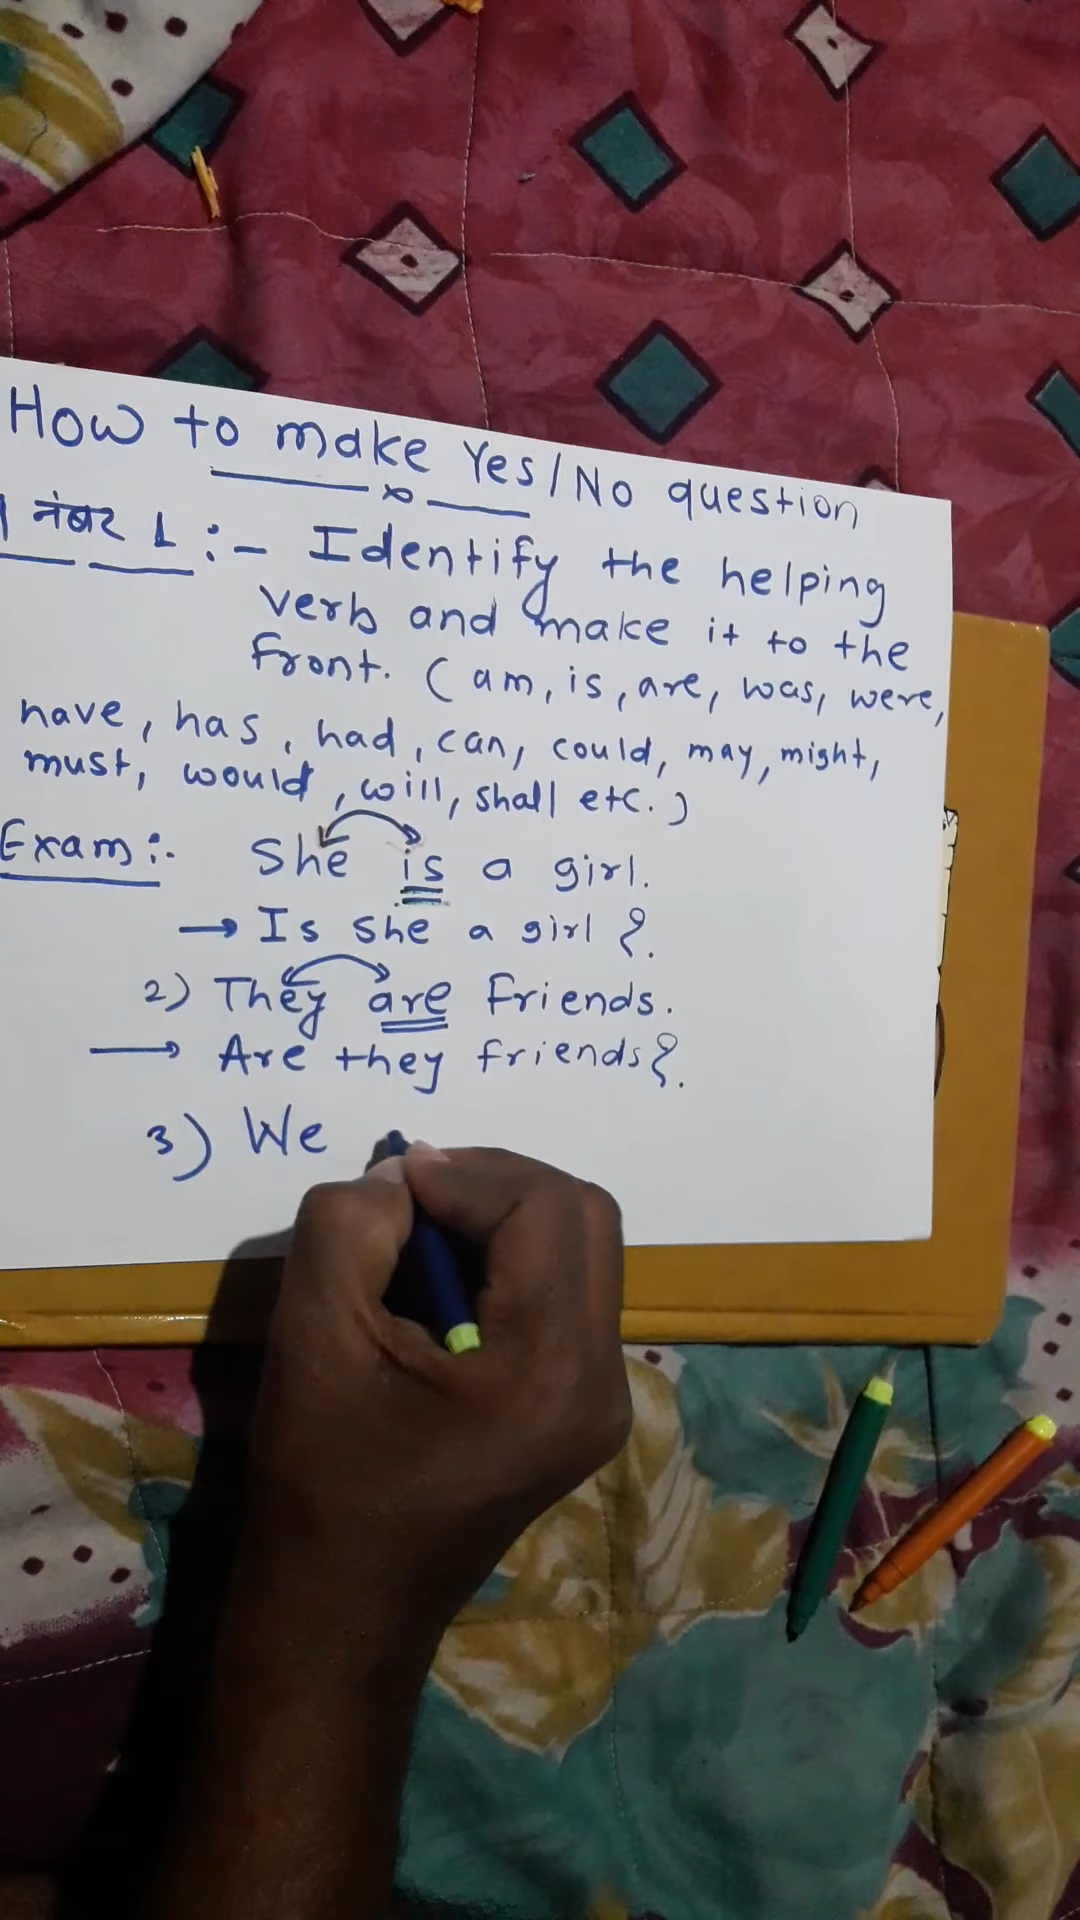 How to make Yes/No question
नंबर 1 :- Identify the helping
verb and make it to the
front. (am, is, are, was, were,
have, has, had, can, could, may, might,
must, would, will, shall etc.)
Exam:- She is a girl.
→ Is she a girl ?
2) They are friends.
→ Are they friends?
3) We